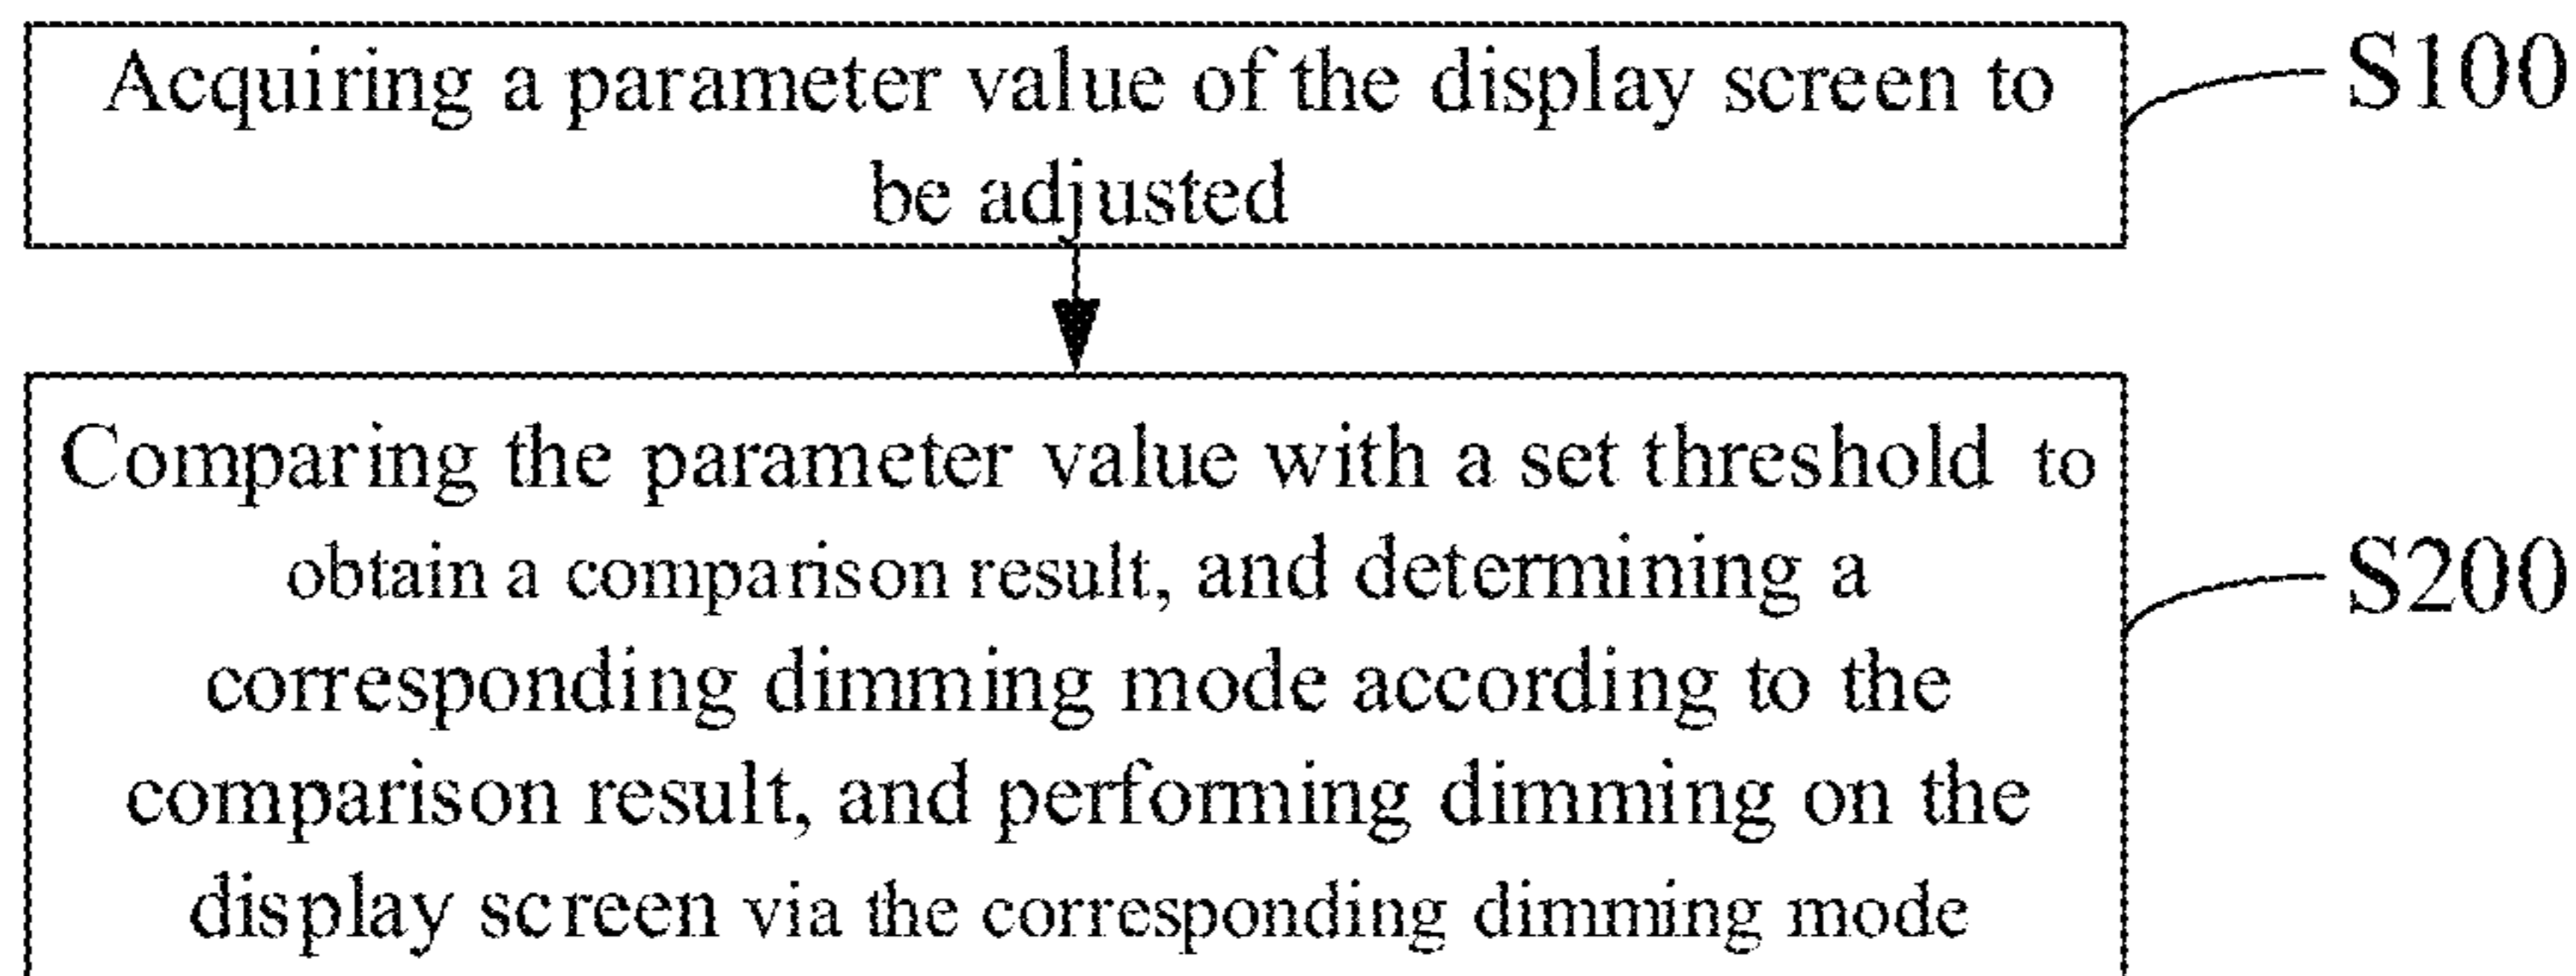 Acquiring a parameter value of the display screen to
be adjusted
S100
Comparing the parameter value with a set threshold to
obtain a comparison result, and determining a
corresponding dimming mode according to the
comparison result, and performing dimming on the
display screen via the corresponding dimming mode
S200